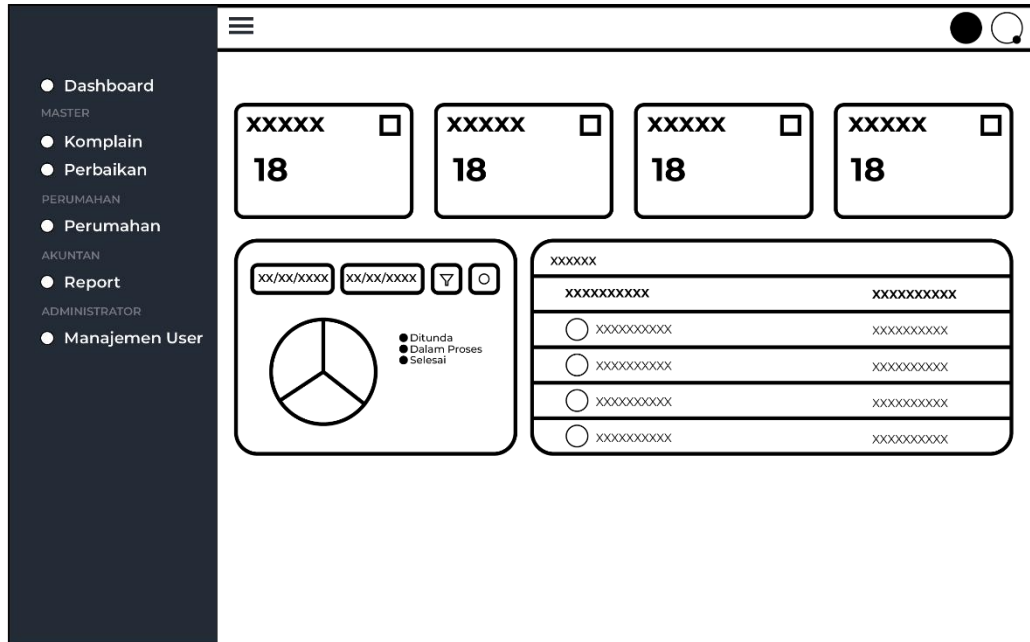 Dashboard
MASTER
Komplain
Perbaikan
PERUMAHAN
Perumahan
AKUNTAN
Report
ADMINISTRATOR
Manajemen User
XXXXX
18
XXXXX
18
XXXXX
18
XXXXX
18
XX/XX/XXXX XX/XX/XXXX
Ditunda
Dalam Proses
Selesai
XXXXXX
XXXXXXXXXX XXXXXXXXXX
XXXXXXXXXX XXXXXXXXXX
XXXXXXXXXX XXXXXXXXXX
XXXXXXXXXX XXXXXXXXXX
XXXXXXXXXX XXXXXXXXXX